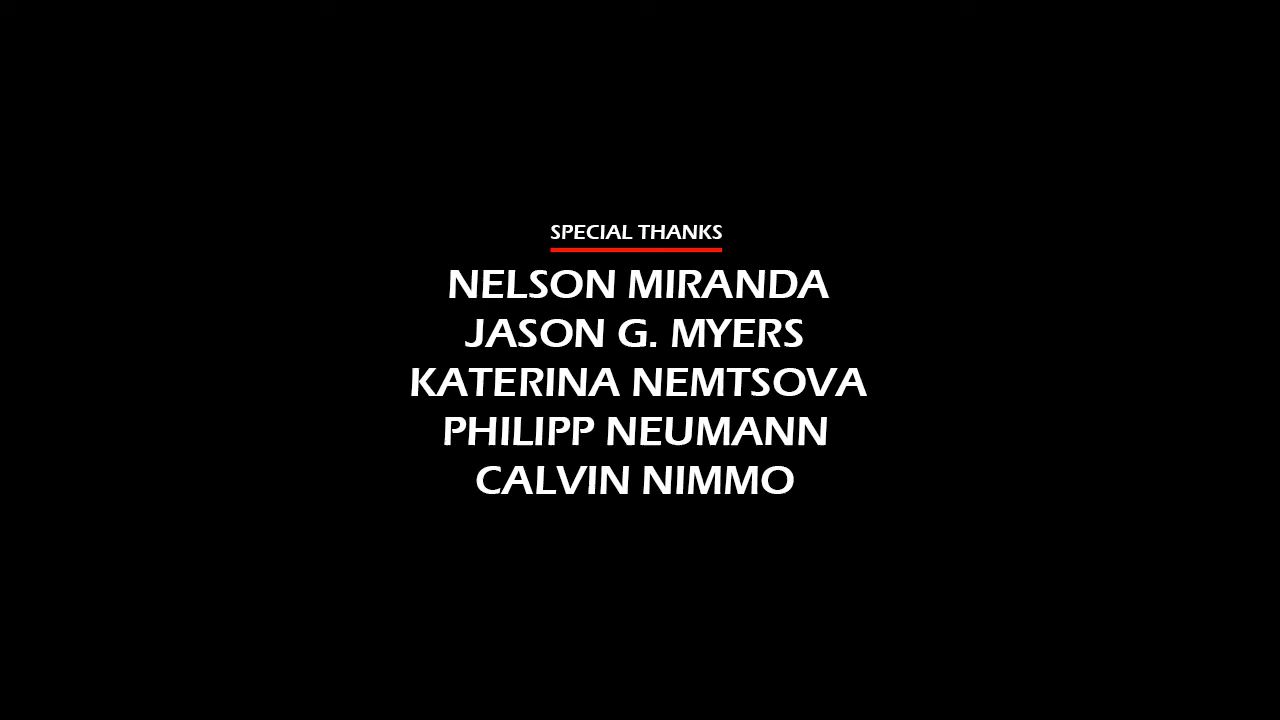 SPECIAL THANKS
NELSON MIRANDA
JASON G. MYERS
KATERINA NEMTSOVA
PHILIPP NEUMANN
CALVIN NIMMO